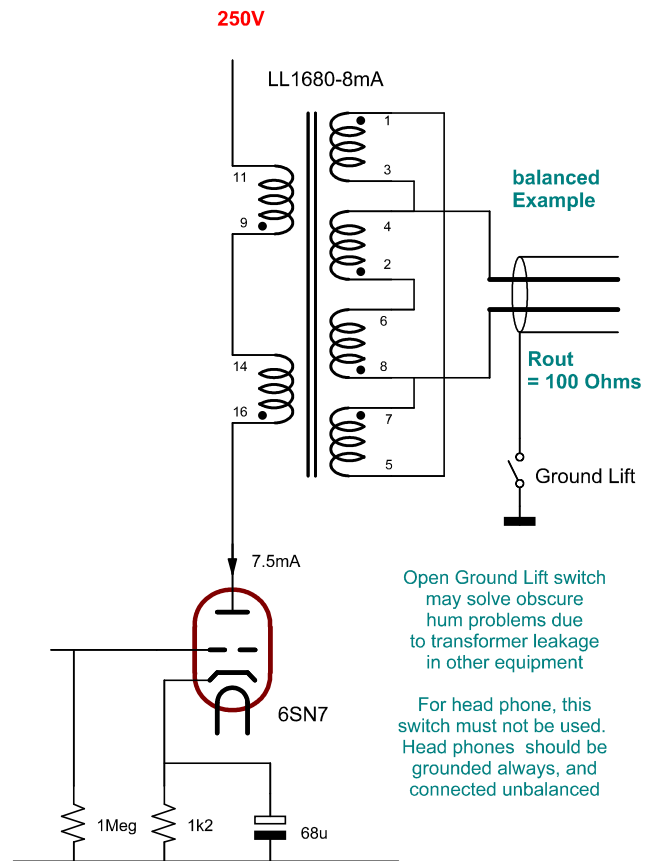 250V
LL1680-8mA
1
11
3
balanced
Example
9
4
2
6
14
Rout
= 100 Ohms
8
16
7
5
Ground Lift
7.5mA
Open Ground Lift switch
may solve obscure
hum problems due
to transformer leakage
in other equipment
6SN7
For head phone, this
switch must not be used.
Head phones should be
grounded always, and
connected unbalanced
1Meg
1k2
68u